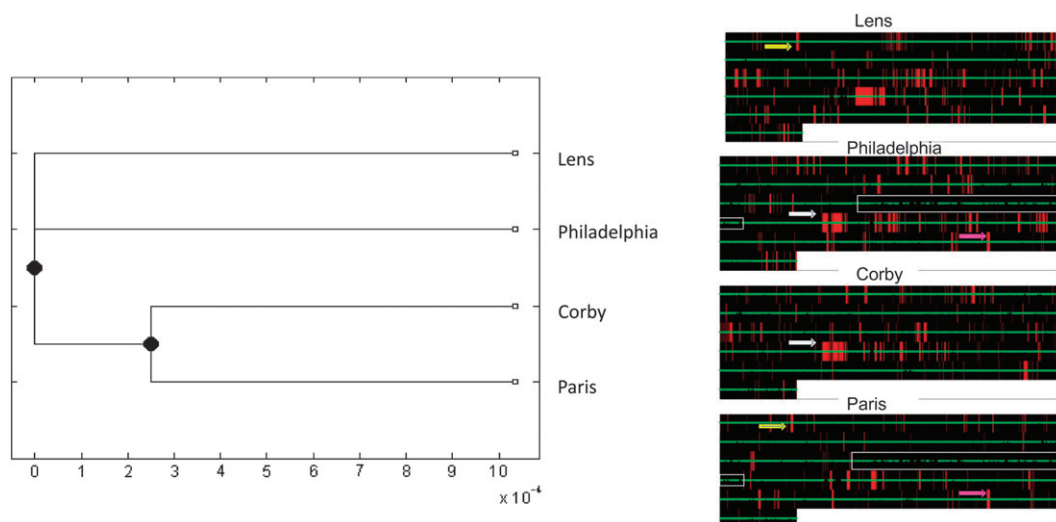 Lens
Philadelphia
Corby
Paris
0 1 2 3 4 5 6 7 8 9 10
x 10⁻⁴
Lens
Philadelphia
Corby
Paris